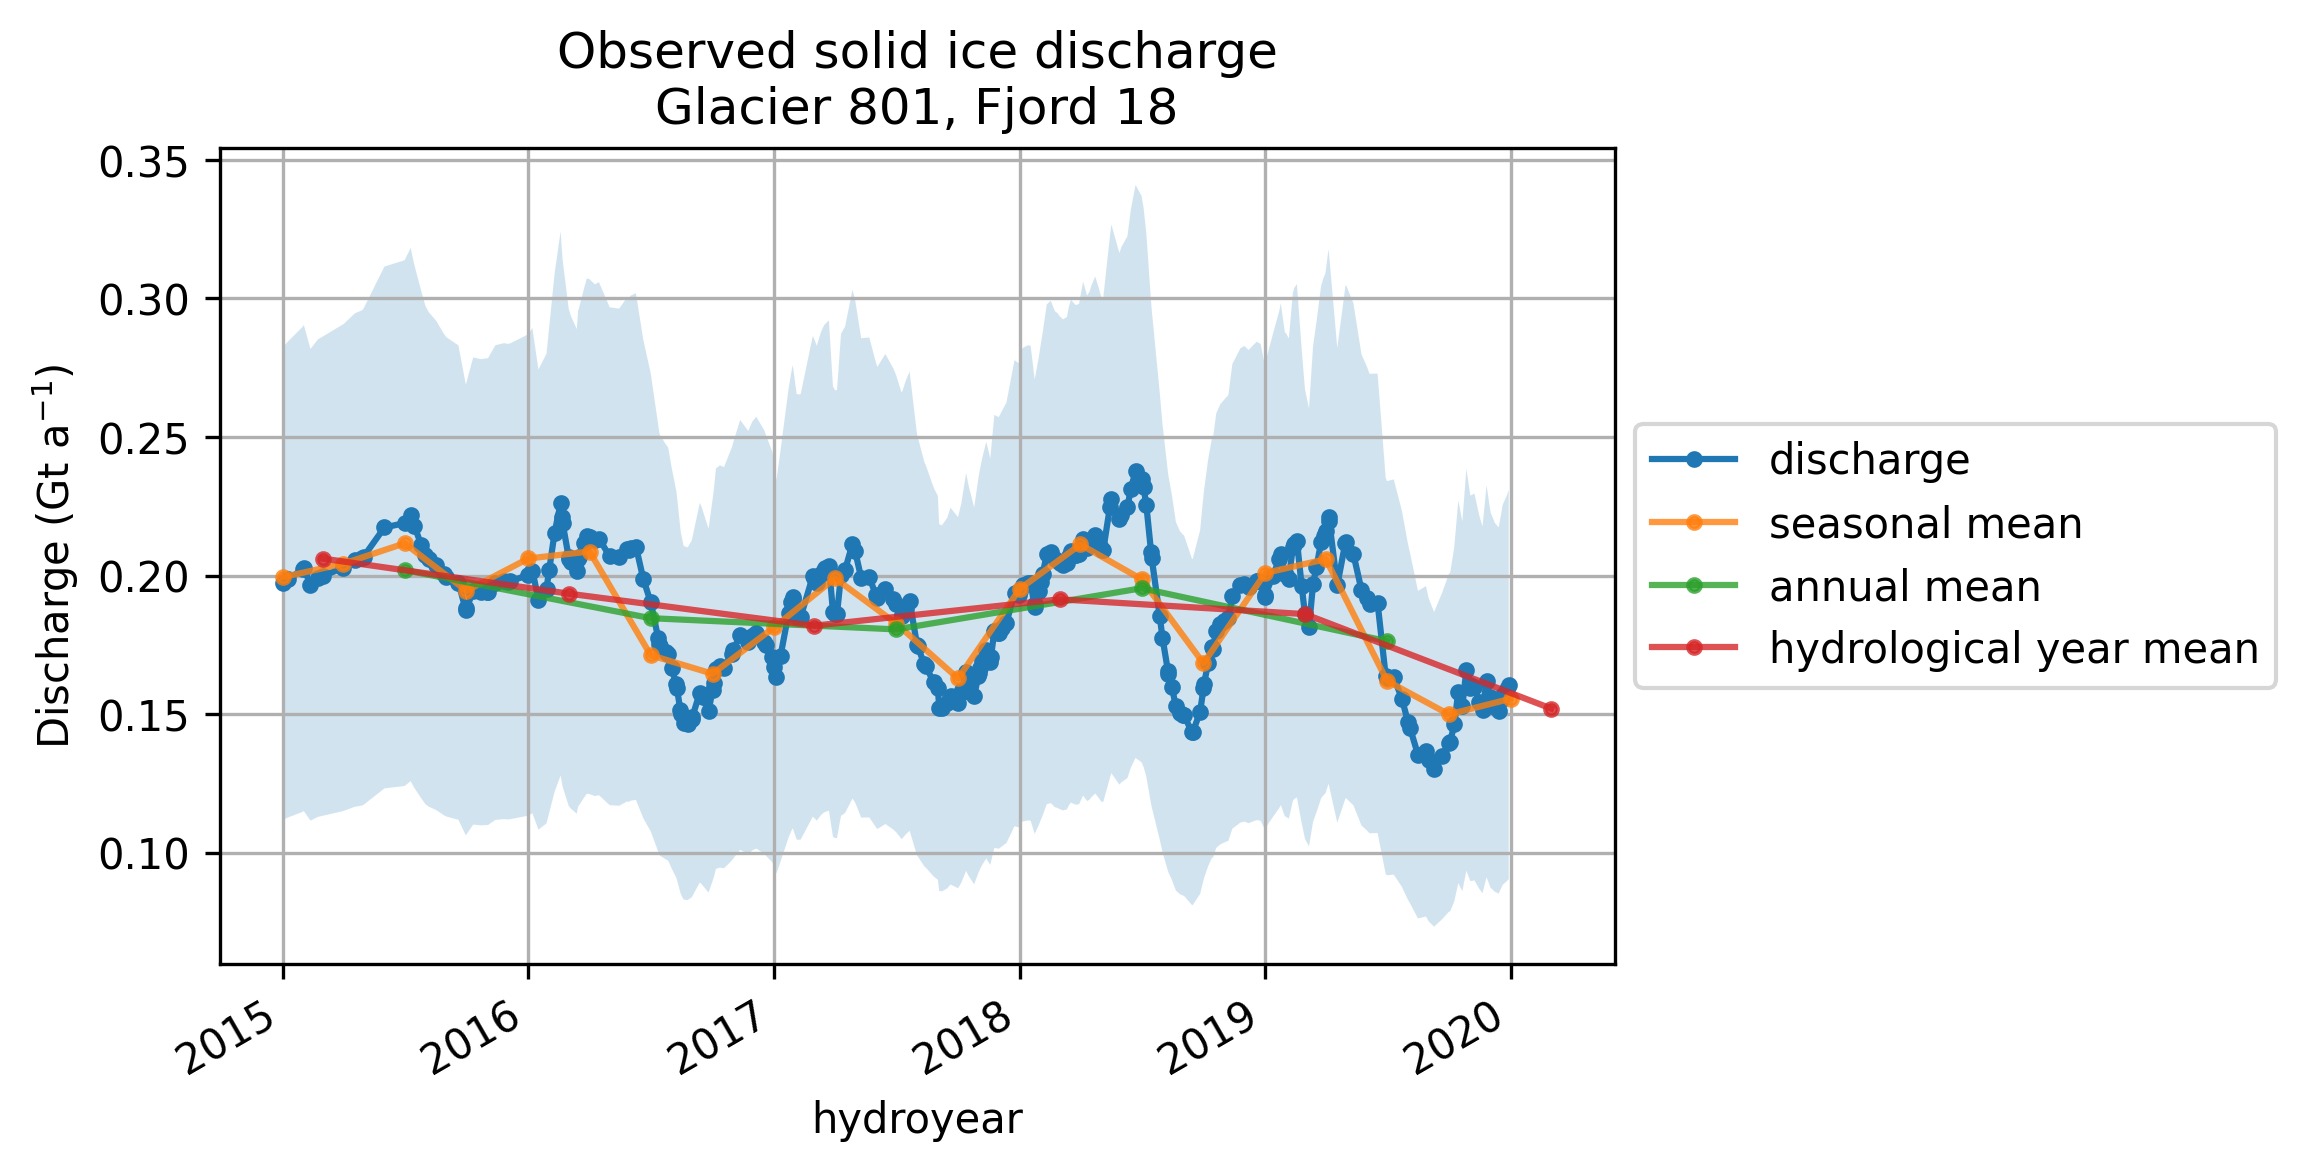 Observed solid ice discharge
Glacier 801, Fjord 18
0.35
0.30
0.25
0.20
0.15
0.10
Discharge (Gt a⁻¹)
2015
2016
2017
2018
2019
2020
hydroyear
discharge
seasonal mean
annual mean
hydrological year mean